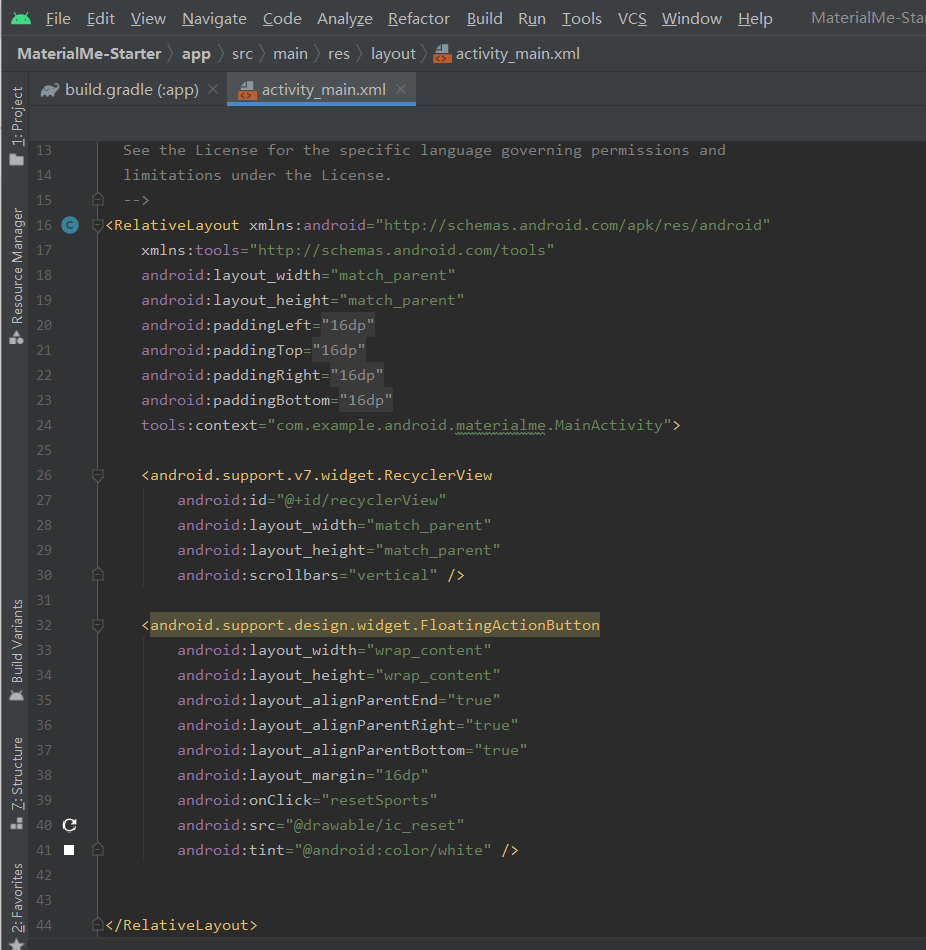 File Edit View Navigate Code Analyze Refactor Build Run Tools VCS Window Help MaterialMe-Star
MaterialMe-Starter app src main res layout activity_main.xml
build.gradle (:app) activity_main.xml
1: Project
Resource Manager
Build Variants
7: Structure
2: Favorites
13 See the License for the specific language governing permissions and
14 limitations under the License.
15 -->
16 <RelativeLayout xmlns:android="http://schemas.android.com/apk/res/android"
17 xmlns:tools="http://schemas.android.com/tools"
18 android:layout_width="match_parent"
19 android:layout_height="match_parent"
20 android:paddingLeft="16dp"
21 android:paddingTop="16dp"
22 android:paddingRight="16dp"
23 android:paddingBottom="16dp"
24 tools:context="com.example.android.materialme.MainActivity">
25
26 <android.support.v7.widget.RecyclerView
27 android:id="@+id/recyclerView"
28 android:layout_width="match_parent"
29 android:layout_height="match_parent"
30 android:scrollbars="vertical" />
31
32 <android.support.design.widget.FloatingActionButton
33 android:layout_width="wrap_content"
34 android:layout_height="wrap_content"
35 android:layout_alignParentEnd="true"
36 android:layout_alignParentRight="true"
37 android:layout_alignParentBottom="true"
38 android:layout_margin="16dp"
39 android:onClick="resetSports"
40 android:src="@drawable/ic_reset"
41 android:tint="@android:color/white" />
42
43
44 </RelativeLayout>